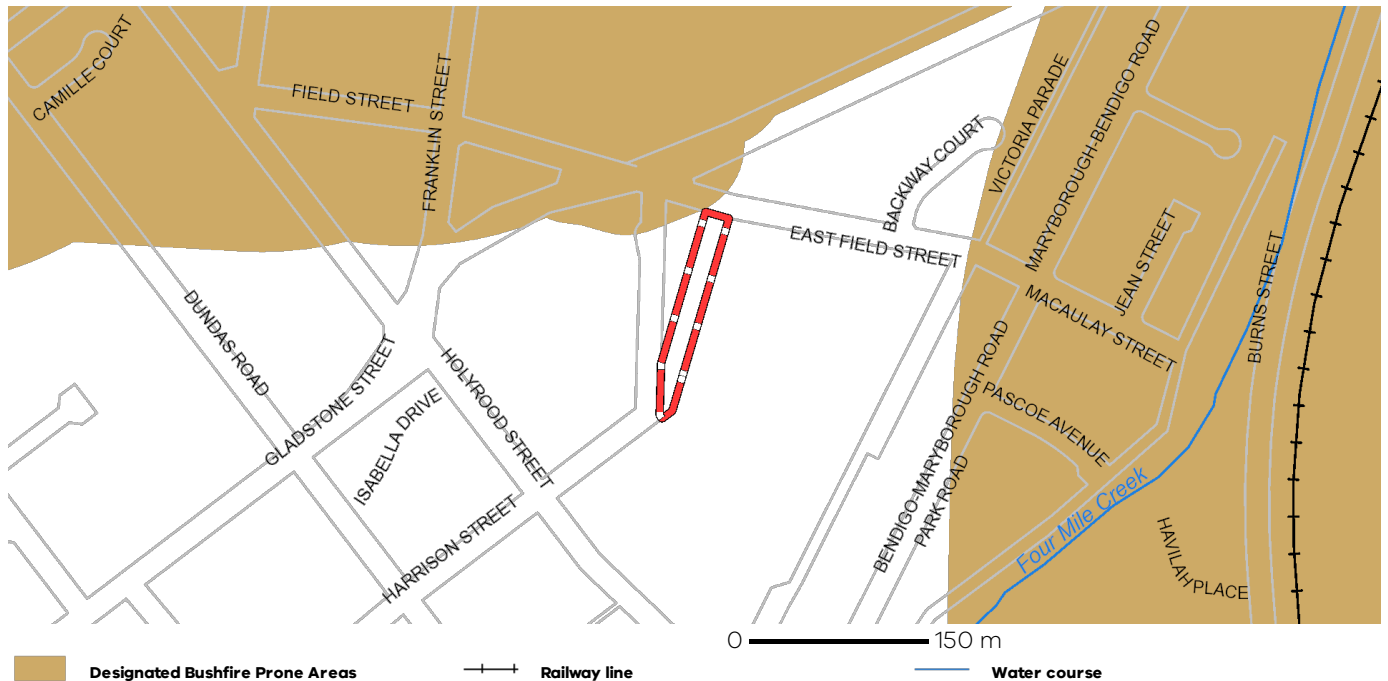 CAMILLE COURT
FIELD STREET
FRANKLIN STREET
BACKWAY COURT
VICTORIA PARADE
MARYBOROUGH-BENDIGO ROAD
EAST FIELD STREET
JEAN STREET
BURNS STREET
MACAULAY STREET
DUNDAS ROAD
GLADSTONE STREET
HOLYROOD STREET
ISABELLA DRIVE
HARRISON STREET
BENDIGO-MARYBOROUGH ROAD
PARK ROAD
PASCOE AVENUE
Four Mile Creek
HAVILAH PLACE
0 150 m
Designated Bushfire Prone Areas
Railway line
Water course